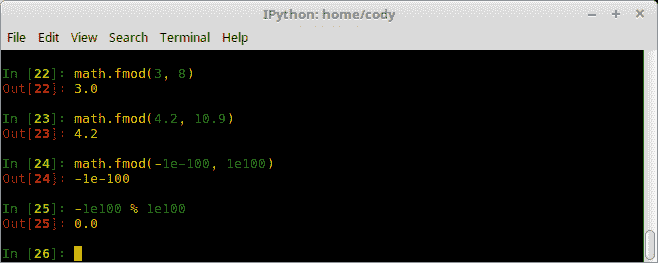 IPython: home/cody
File Edit View Search Terminal Help
In [22]: math.fmod(3, 8)
Out[22]: 3.0
In [23]: math.fmod(4.2, 10.9)
Out[23]: 4.2
In [24]: math.fmod(-1e-100, 1e100)
Out[24]: -1e-100
In [25]: -1e100 % 1e100
Out[25]: 0.0
In [26]: